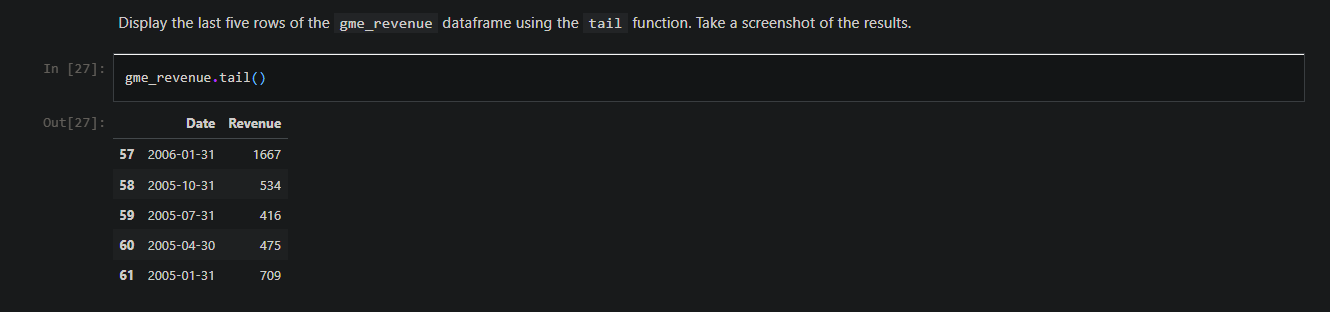 Display the last five rows of the gme_revenue dataframe using the tail function. Take a screenshot of the results.
In [27]:
gme_revenue.tail()
Out[27]:
Date Revenue
57 2006-01-31 1667
58 2005-10-31 534
59 2005-07-31 416
60 2005-04-30 475
61 2005-01-31 709